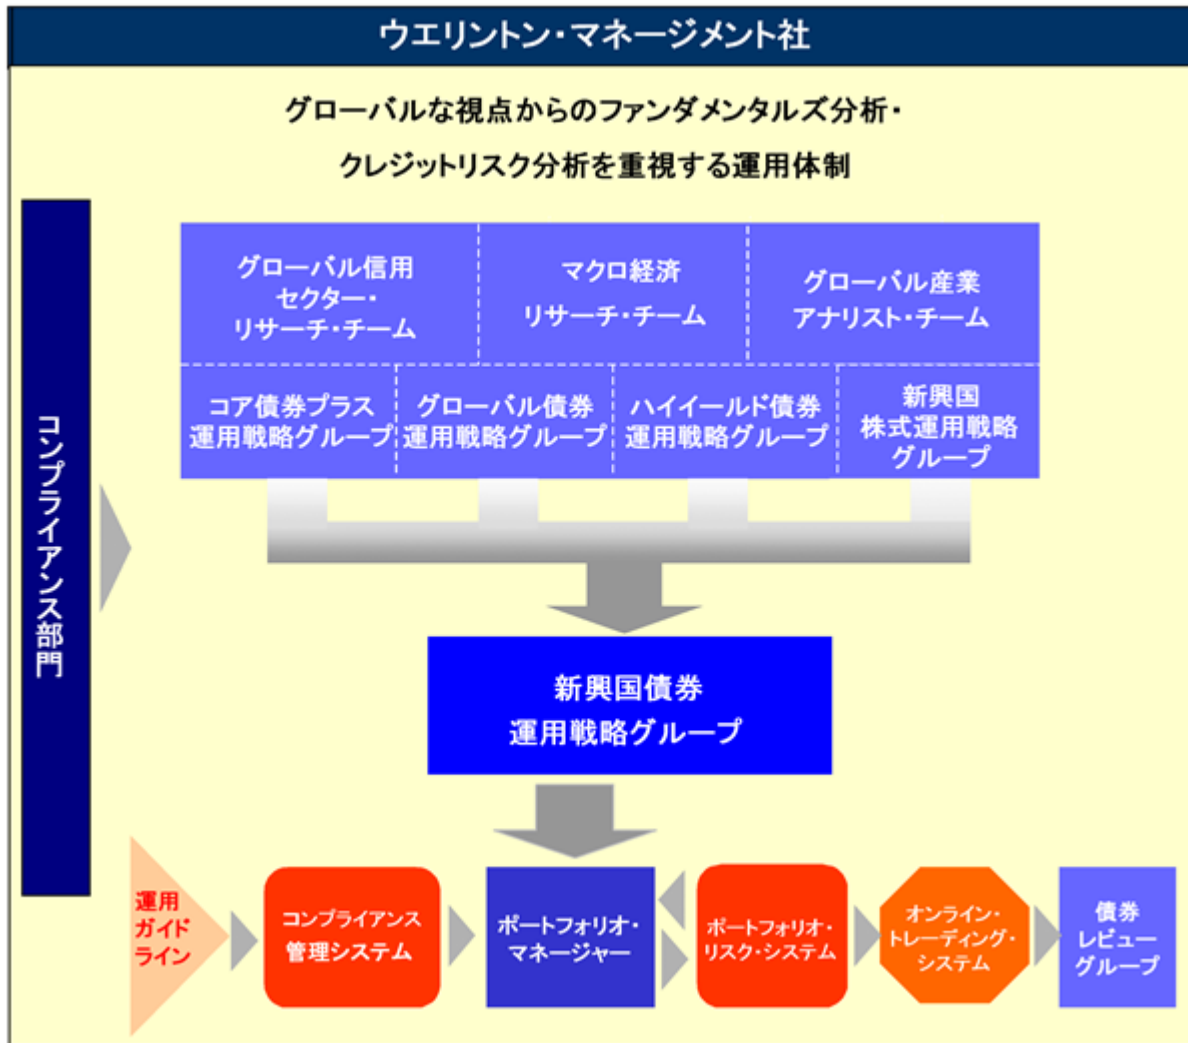 ウエリントン・マネージメント社
グローバルな視点からのファンダメンタルズ分析・
クレジットリスク分析を重視する運用体制
コンプライアンス部門
グローバル信用
セクター・
リサーチ・チーム
マクロ経済
リサーチ・チーム
グローバル産業
アナリスト・チーム
コア債券プラス
運用戦略グループ
グローバル債券
運用戦略グループ
ハイイールド債券
運用戦略グループ
新興国
株式運用戦略
グループ
新興国債券
運用戦略グループ
運用
ガイド
ライン
コンプライアンス
管理システム
ポートフォリオ・
マネージャー
ポートフォリオ・
リスク・システム
オンライン・
トレーディング・
システム
債券
レビュー
グループ